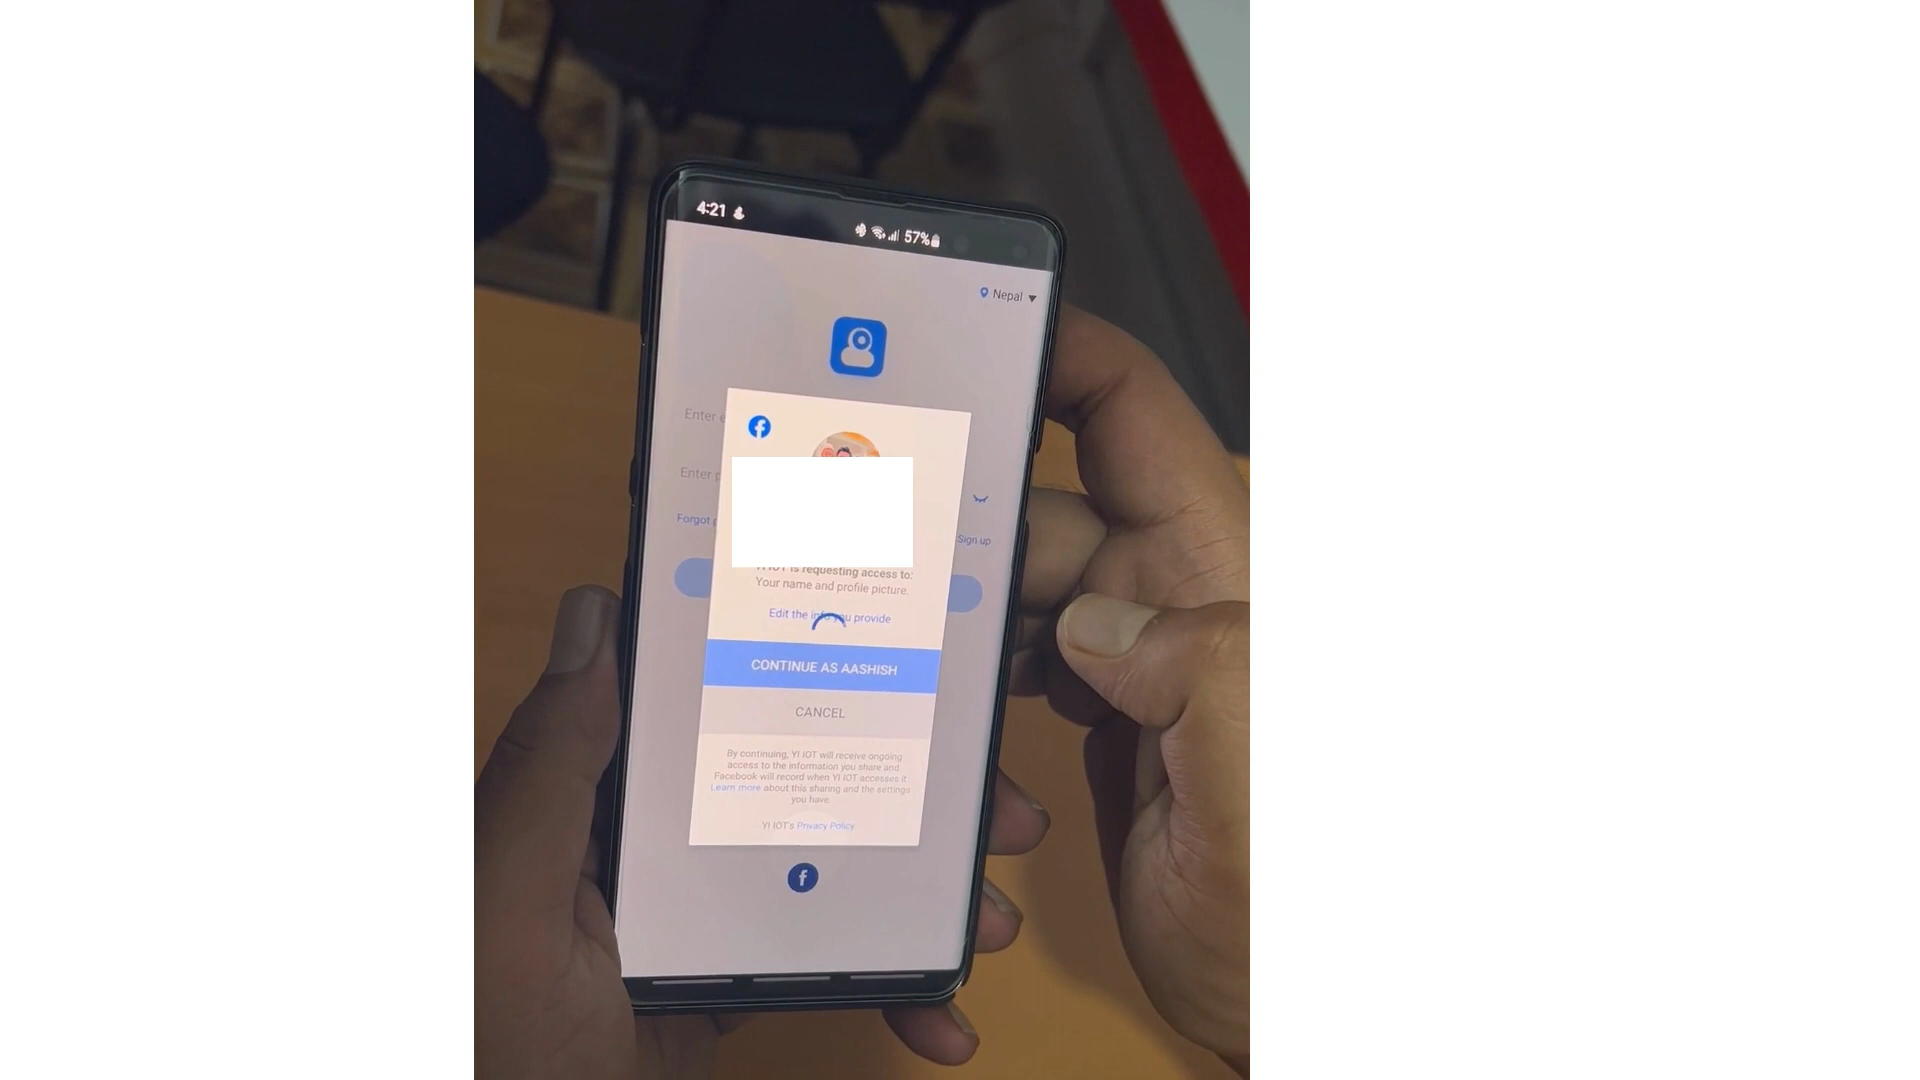 4:21
57%
Nepal
Enter
Enter
Forgot
Sign up
YI IOT is requesting access to:
Your name and profile picture.
Edit the info you provide
CONTINUE AS AASHISH
CANCEL
By continuing, YI IOT will receive ongoing
access to the information you share and
Facebook will record when YI IOT accesses it.
Learn more about this sharing and the settings
you have.
YI IOT's Privacy Policy